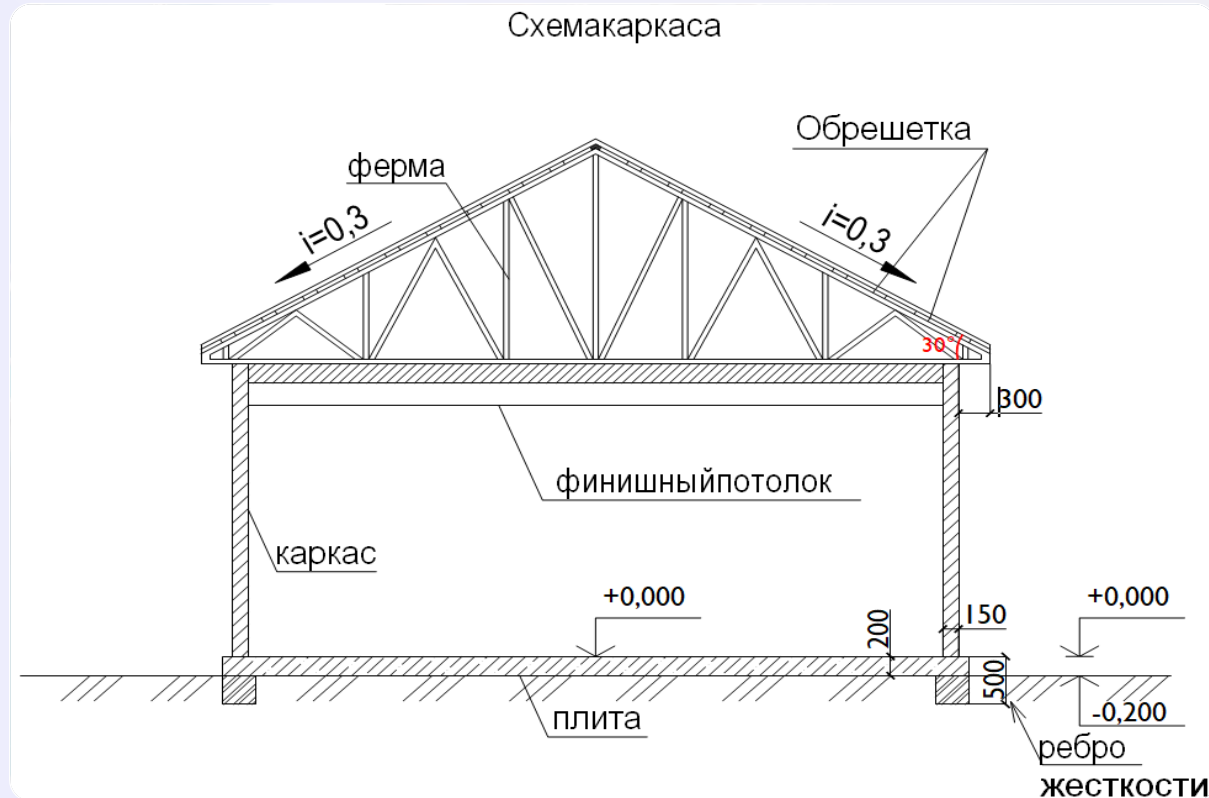 Схемакаркаса
Обрешетка
ферма
i=0,3
i=0,3
30°
300
финишныйпотолок
каркас
+0,000
+0,000
200
150
500
плита
-0,200
ребро
жесткости